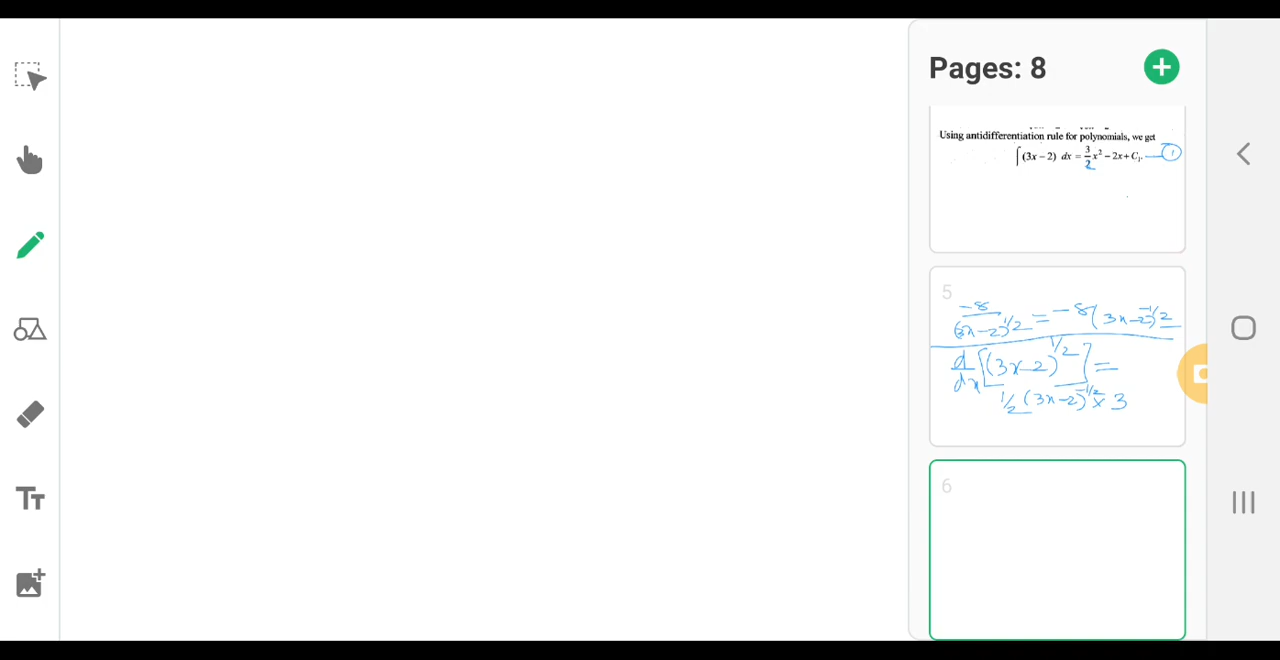 Pages: 8
Using antidifferentiation rule for polynomials, we get
∫(3x − 2) dx = 3/2 x² − 2x + C₁. —①
5
−8/(3x−2)^1/2 = −8(3x−2)^−1/2
d/dx[(3x−2)^1/2] =
1/2(3x−2)^−1/2 × 3
6
Tт